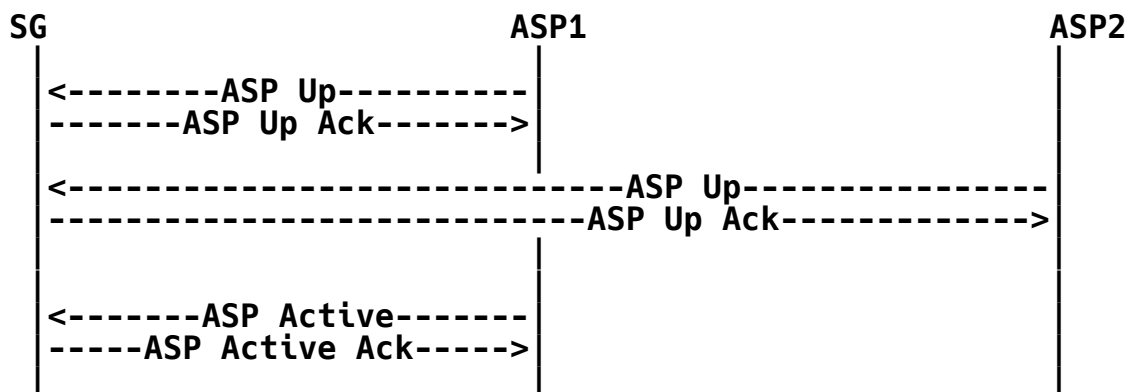 SG ASP1 ASP2
<--------ASP Up----------
-------ASP Up Ack------->
<-----------------------------ASP Up----------------
----------------------------ASP Up Ack------------->
<-------ASP Active-------
-----ASP Active Ack----->